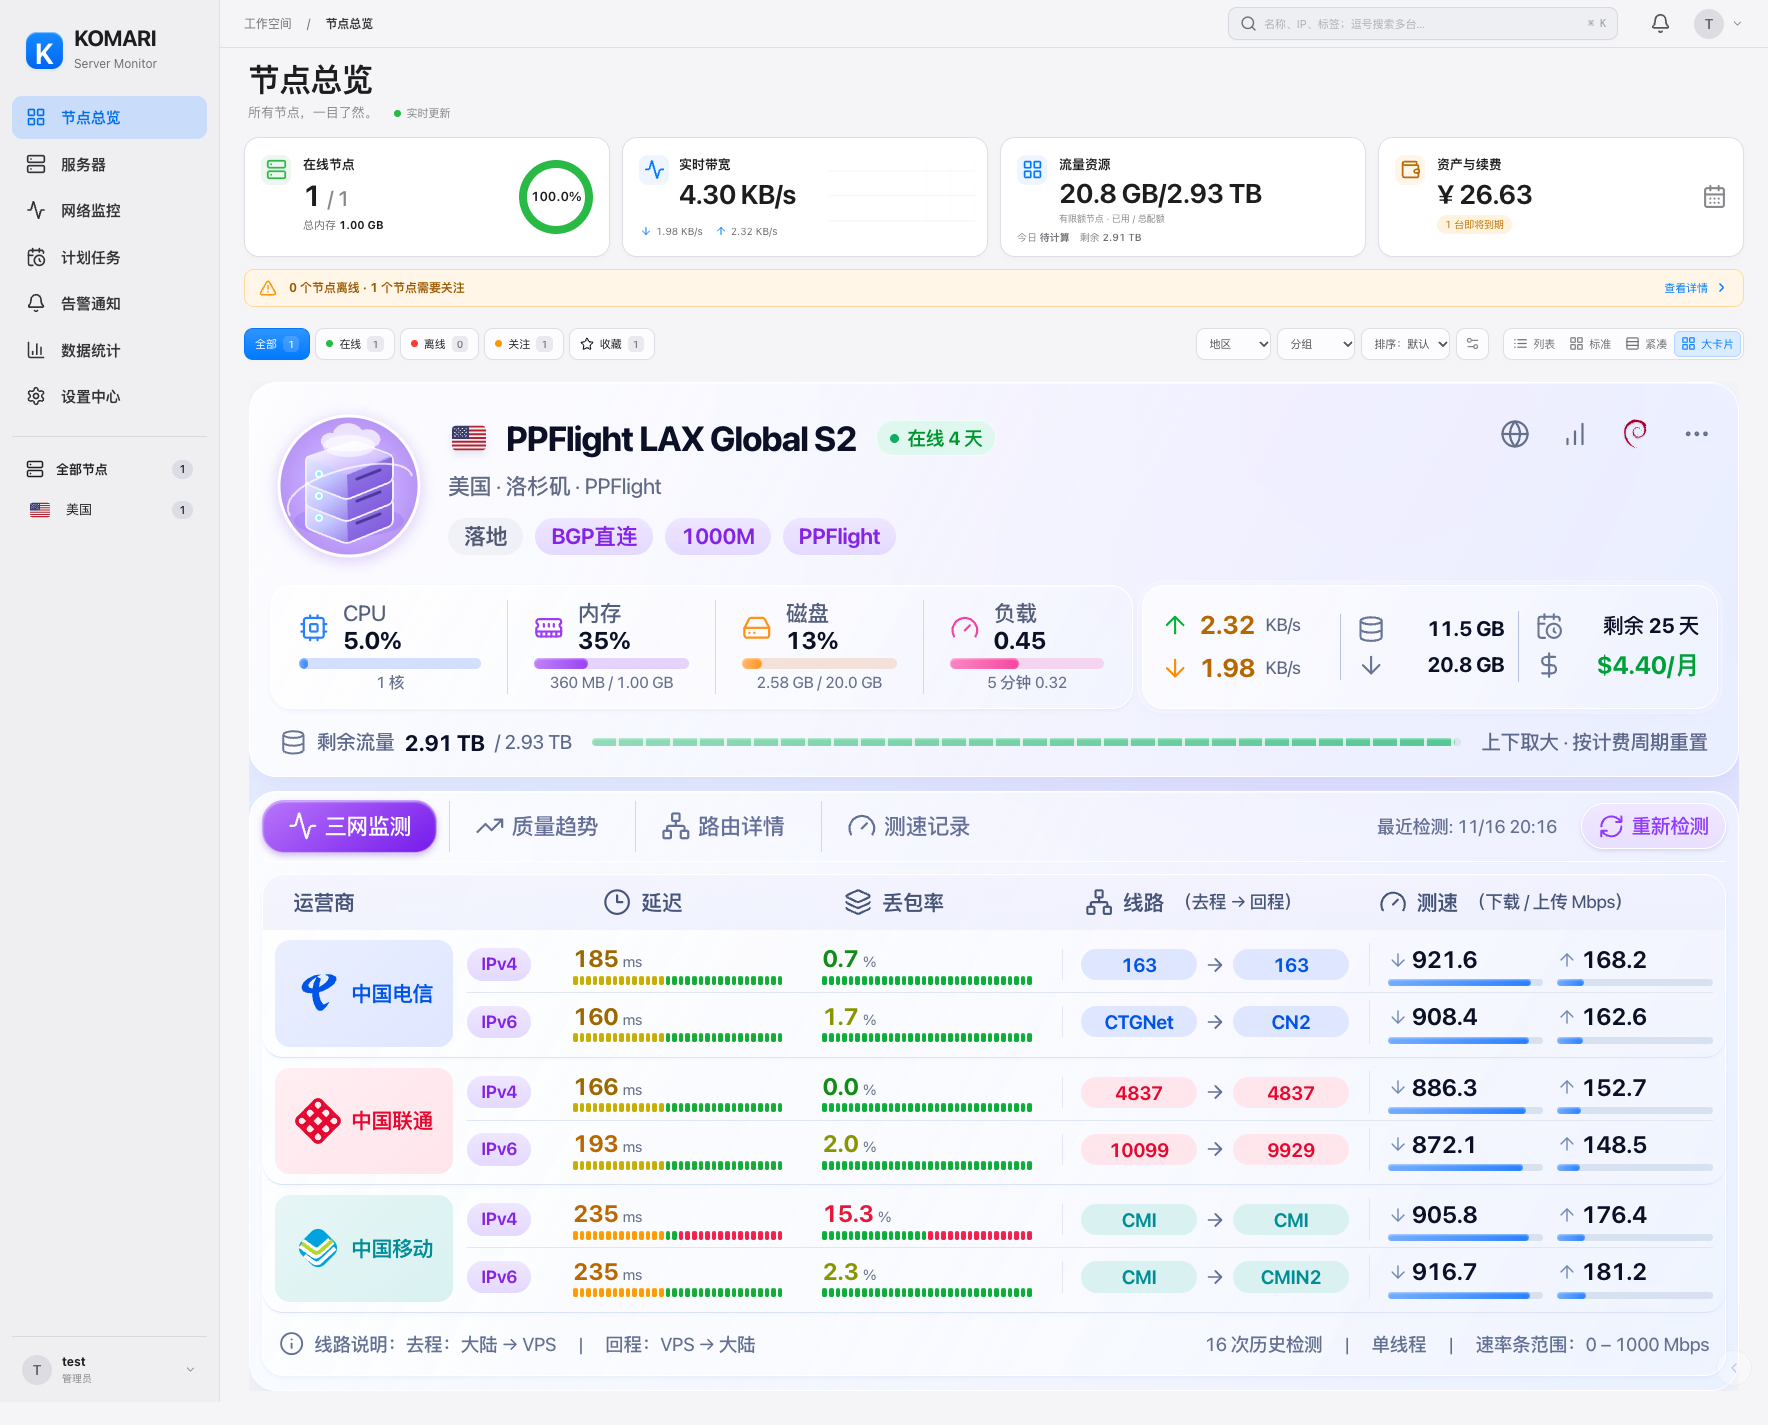 KOMARI
Server Monitor
节点总览
服务器
网络监控
计划任务
告警通知
数据统计
设置中心
全部节点 1
美国 1
T test
管理员
工作空间 / 节点总览
名称、IP、标签；逗号搜索多台... ⌘ K
T
节点总览
所有节点，一目了然。 实时更新
在线节点
1 / 1
总内存 1.00 GB
100.0%
实时带宽
4.30 KB/s
1.98 KB/s 2.32 KB/s
流量资源
20.8 GB/2.93 TB
有限额节点 · 已用 / 总配额
今日 待计算 剩余 2.91 TB
资产与续费
¥ 26.63
1 台即将到期
0 个节点离线 · 1 个节点需要关注
查看详情
全部 1 在线 1 离线 0 关注 1 收藏 1
地区 分组 排序：默认 列表 标准 紧凑 大卡片
PPFlight LAX Global S2 在线 4 天
美国 · 洛杉矶 · PPFlight
落地 BGP直连 1000M PPFlight
CPU
5.0%
1 核
内存
35%
360 MB / 1.00 GB
磁盘
13%
2.58 GB / 20.0 GB
负载
0.45
5 分钟 0.32
2.32 KB/s
1.98 KB/s
11.5 GB
20.8 GB
剩余 25 天
$4.40/月
剩余流量 2.91 TB / 2.93 TB 上下取大 · 按计费周期重置
三网监测 质量趋势 路由详情 测速记录 最近检测: 11/16 20:16 重新检测
运营商 延迟 丢包率 线路 （去程 → 回程） 测速 （下载 / 上传 Mbps）
中国电信
IPv4 185 ms 0.7 % 163 → 163 ↓ 921.6 ↑ 168.2
IPv6 160 ms 1.7 % CTGNet → CN2 ↓ 908.4 ↑ 162.6
中国联通
IPv4 166 ms 0.0 % 4837 → 4837 ↓ 886.3 ↑ 152.7
IPv6 193 ms 2.0 % 10099 → 9929 ↓ 872.1 ↑ 148.5
中国移动
IPv4 235 ms 15.3 % CMI → CMI ↓ 905.8 ↑ 176.4
IPv6 235 ms 2.3 % CMI → CMIN2 ↓ 916.7 ↑ 181.2
线路说明：去程：大陆 → VPS | 回程：VPS → 大陆 16 次历史检测 | 单线程 | 速率条范围：0 – 1000 Mbps